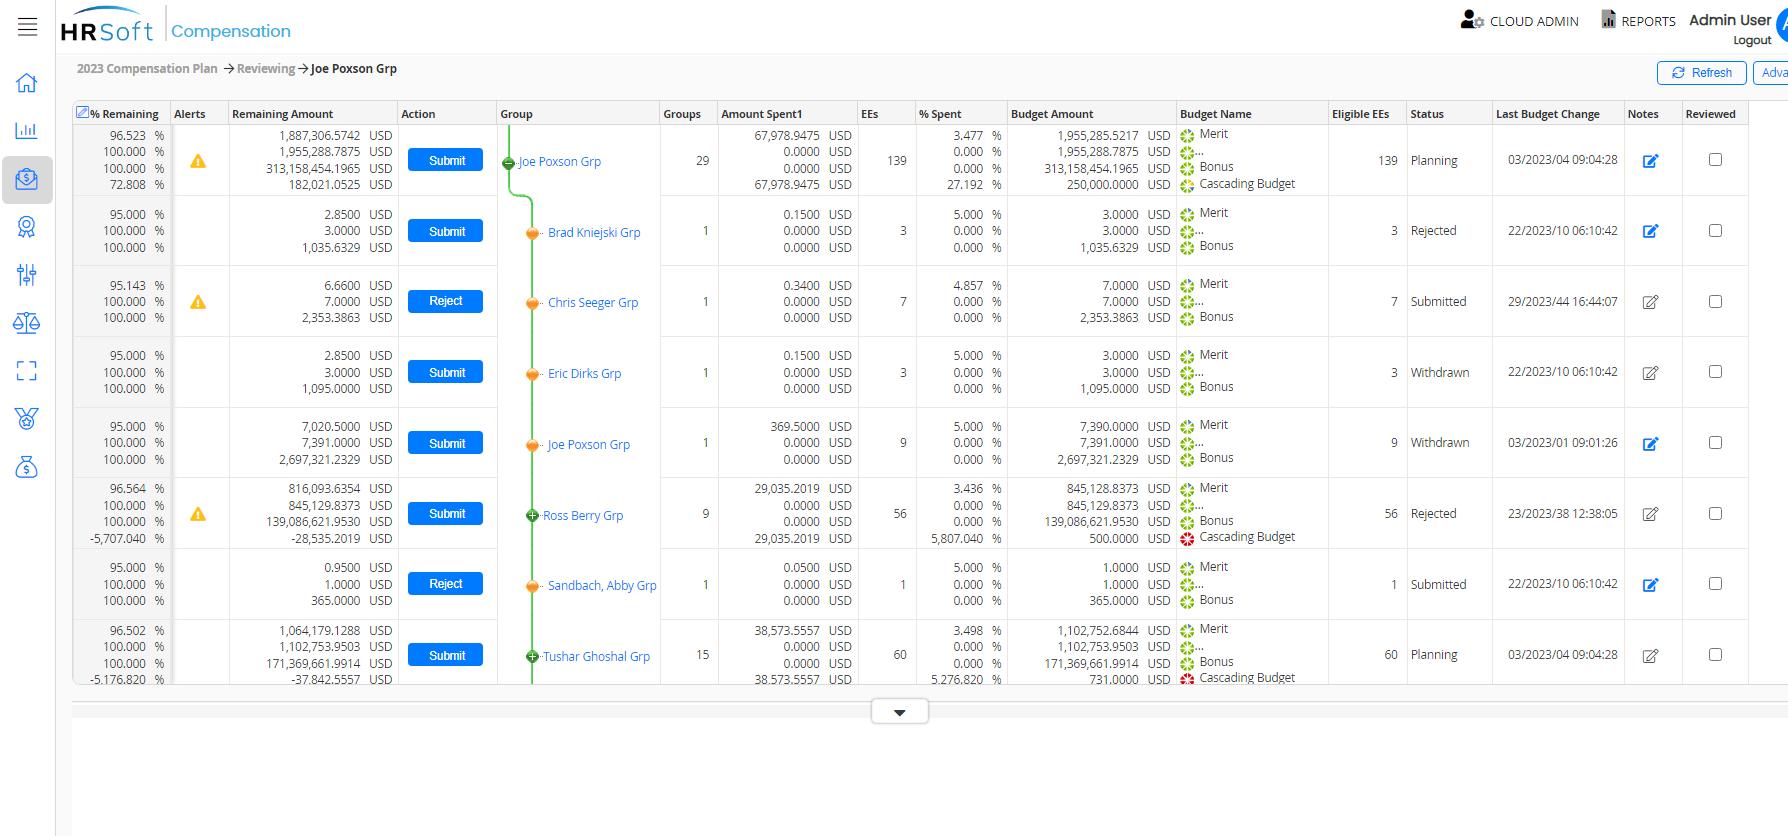 HRSoft Compensation
CLOUD ADMIN REPORTS Admin User
Logout
2023 Compensation Plan → Reviewing → Joe Poxson Grp
Refresh
% Remaining Alerts Remaining Amount Action Group Groups Amount Spent1 EEs % Spent Budget Amount Budget Name Eligible EEs Status Last Budget Change Notes Reviewed
96.523 % 1,887,306.5742 USD 67,978.9475 USD 3.477 % 1,955,285.5217 USD Merit
100.000 % 1,955,288.7875 USD 0.0000 USD 0.000 % 1,955,288.7875 USD ...
Submit Joe Poxson Grp 29 139 139 Planning 03/2023/04 09:04:28
100.000 % 313,158,454.1965 USD 0.0000 USD 0.000 % 313,158,454.1965 USD Bonus
72.808 % 182,021.0525 USD 67,978.9475 USD 27.192 % 250,000.0000 USD Cascading Budget
95.000 % 2.8500 USD 0.1500 USD 5.000 % 3.0000 USD Merit
100.000 % 3.0000 USD Submit Brad Kniejski Grp 1 0.0000 USD 3 0.000 % 3.0000 USD ... 3 Rejected 22/2023/10 06:10:42
100.000 % 1,035.6329 USD 0.0000 USD 0.000 % 1,035.6329 USD Bonus
95.143 % 6.6600 USD 0.3400 USD 4.857 % 7.0000 USD Merit
100.000 % 7.0000 USD Reject Chris Seeger Grp 1 0.0000 USD 7 0.000 % 7.0000 USD ... 7 Submitted 29/2023/44 16:44:07
100.000 % 2,353.3863 USD 0.0000 USD 0.000 % 2,353.3863 USD Bonus
95.000 % 2.8500 USD 0.1500 USD 5.000 % 3.0000 USD Merit
100.000 % 3.0000 USD Submit Eric Dirks Grp 1 0.0000 USD 3 0.000 % 3.0000 USD ... 3 Withdrawn 22/2023/10 06:10:42
100.000 % 1,095.0000 USD 0.0000 USD 0.000 % 1,095.0000 USD Bonus
95.000 % 7,020.5000 USD 369.5000 USD 5.000 % 7,390.0000 USD Merit
100.000 % 7,391.0000 USD Submit Joe Poxson Grp 1 0.0000 USD 9 0.000 % 7,391.0000 USD ... 9 Withdrawn 03/2023/01 09:01:26
100.000 % 2,697,321.2329 USD 0.0000 USD 0.000 % 2,697,321.2329 USD Bonus
96.564 % 816,093.6354 USD 29,035.2019 USD 3.436 % 845,128.8373 USD Merit
100.000 % 845,129.8373 USD 0.0000 USD 0.000 % 845,129.8373 USD ...
Submit Ross Berry Grp 9 56 56 Rejected 23/2023/38 12:38:05
100.000 % 139,086,621.9530 USD 0.0000 USD 0.000 % 139,086,621.9530 USD Bonus
-5,707.040 % -28,535.2019 USD 29,035.2019 USD 5,807.040 % 500.0000 USD Cascading Budget
95.000 % 0.9500 USD 0.0500 USD 5.000 % 1.0000 USD Merit
100.000 % 1.0000 USD Reject Sandbach, Abby Grp 1 0.0000 USD 1 0.000 % 1.0000 USD ... 1 Submitted 22/2023/10 06:10:42
100.000 % 365.0000 USD 0.0000 USD 0.000 % 365.0000 USD Bonus
96.502 % 1,064,179.1288 USD 38,573.5557 USD 3.498 % 1,102,752.6844 USD Merit
100.000 % 1,102,753.9503 USD 0.0000 USD 0.000 % 1,102,753.9503 USD ...
Submit Tushar Ghoshal Grp 15 60 60 Planning 03/2023/04 09:04:28
100.000 % 171,369,661.9914 USD 0.0000 USD 0.000 % 171,369,661.9914 USD Bonus
-5,176.820 % -37,842.5557 USD 38,573.5557 USD 5,276.820 % 731.0000 USD Cascading Budget